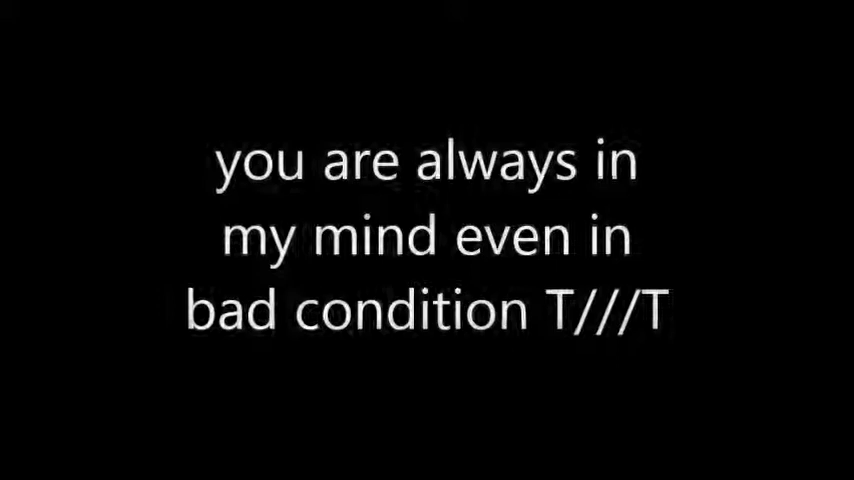 you are always in
my mind even in
bad condition T///T